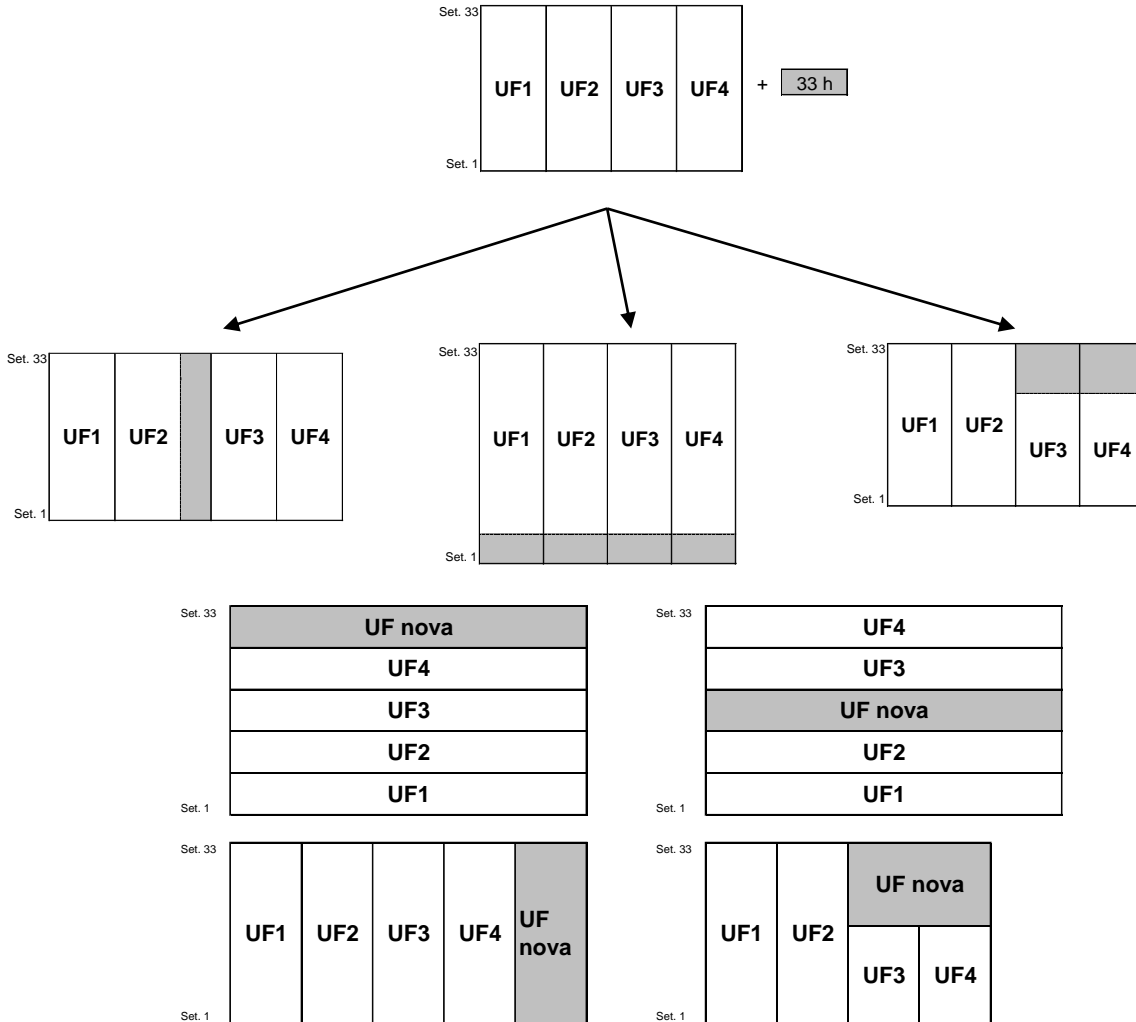 Set. 33
UF1 UF2 UF3 UF4 + 33 h
Set. 1
Set. 33
UF1 UF2 UF3 UF4
Set. 1
Set. 33
UF1 UF2 UF3 UF4
Set. 1
Set. 33
UF1 UF2 UF3 UF4
Set. 1
Set. 33
UF nova
UF4
UF3
UF2
UF1
Set. 1
Set. 33
UF4
UF3
UF nova
UF2
UF1
Set. 1
Set. 33
UF1 UF2 UF3 UF4 UF
nova
Set. 1
Set. 33
UF nova
UF1 UF2
UF3 UF4
Set. 1